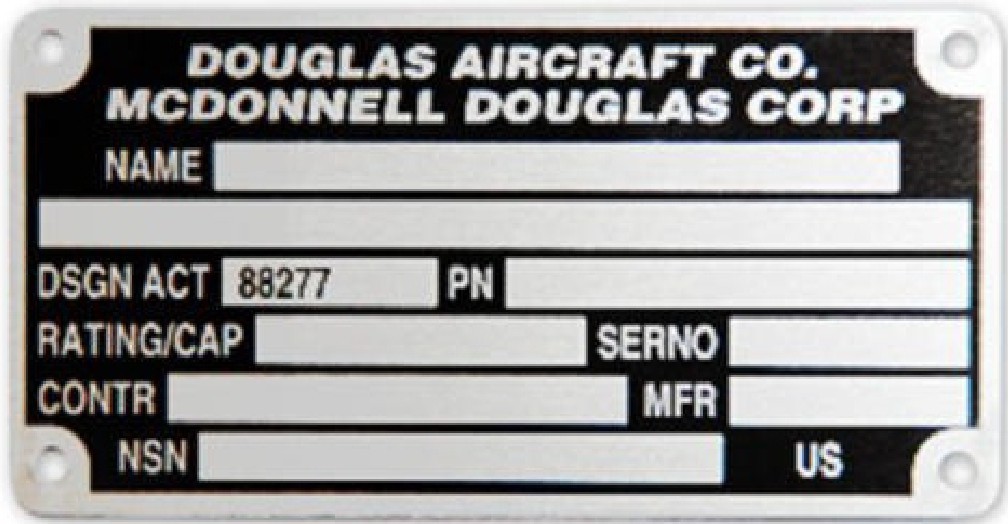 DOUGLAS AIRCRAFT CO.
MCDONNELL DOUGLAS CORP
NAME
DSGN ACT 88277 PN
RATING/CAP SERNO
CONTR MFR
NSN US